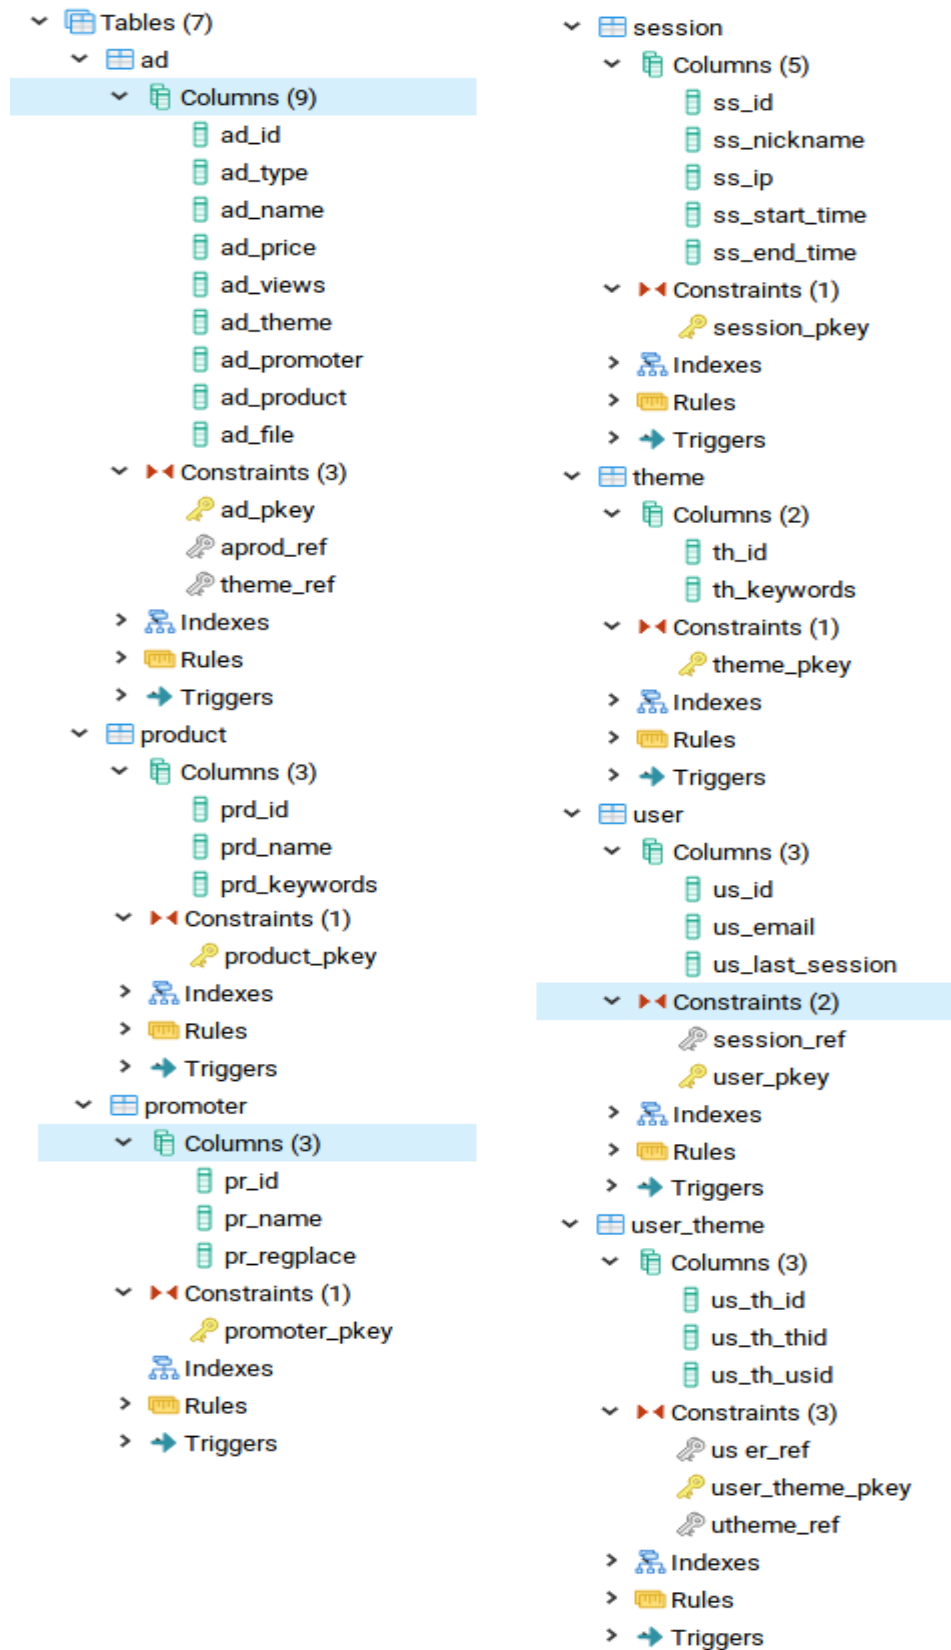 Tables (7)
ad
Columns (9)
ad_id
ad_type
ad_name
ad_price
ad_views
ad_theme
ad_promoter
ad_product
ad_file
Constraints (3)
ad_pkey
aprod_ref
theme_ref
Indexes
Rules
Triggers
product
Columns (3)
prd_id
prd_name
prd_keywords
Constraints (1)
product_pkey
Indexes
Rules
Triggers
promoter
Columns (3)
pr_id
pr_name
pr_regplace
Constraints (1)
promoter_pkey
Indexes
Rules
Triggers
session
Columns (5)
ss_id
ss_nickname
ss_ip
ss_start_time
ss_end_time
Constraints (1)
session_pkey
Indexes
Rules
Triggers
theme
Columns (2)
th_id
th_keywords
Constraints (1)
theme_pkey
Indexes
Rules
Triggers
user
Columns (3)
us_id
us_email
us_last_session
Constraints (2)
session_ref
user_pkey
Indexes
Rules
Triggers
user_theme
Columns (3)
us_th_id
us_th_thid
us_th_usid
Constraints (3)
us er_ref
user_theme_pkey
utheme_ref
Indexes
Rules
Triggers